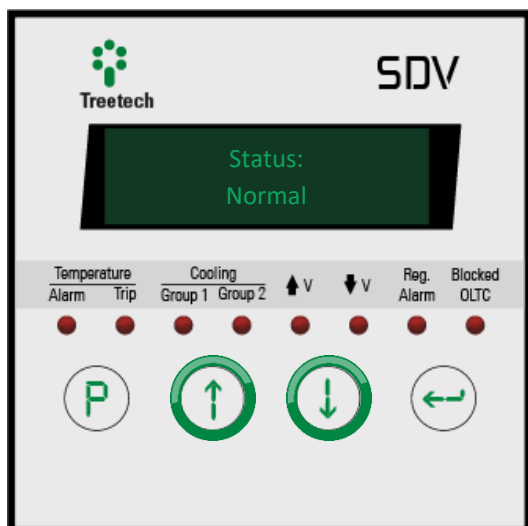 Treetech
SDV
Status:
Normal
Temperature
Alarm Trip
Cooling
Group 1 Group 2
V
V
Reg.
Alarm
Blocked
OLTC
P